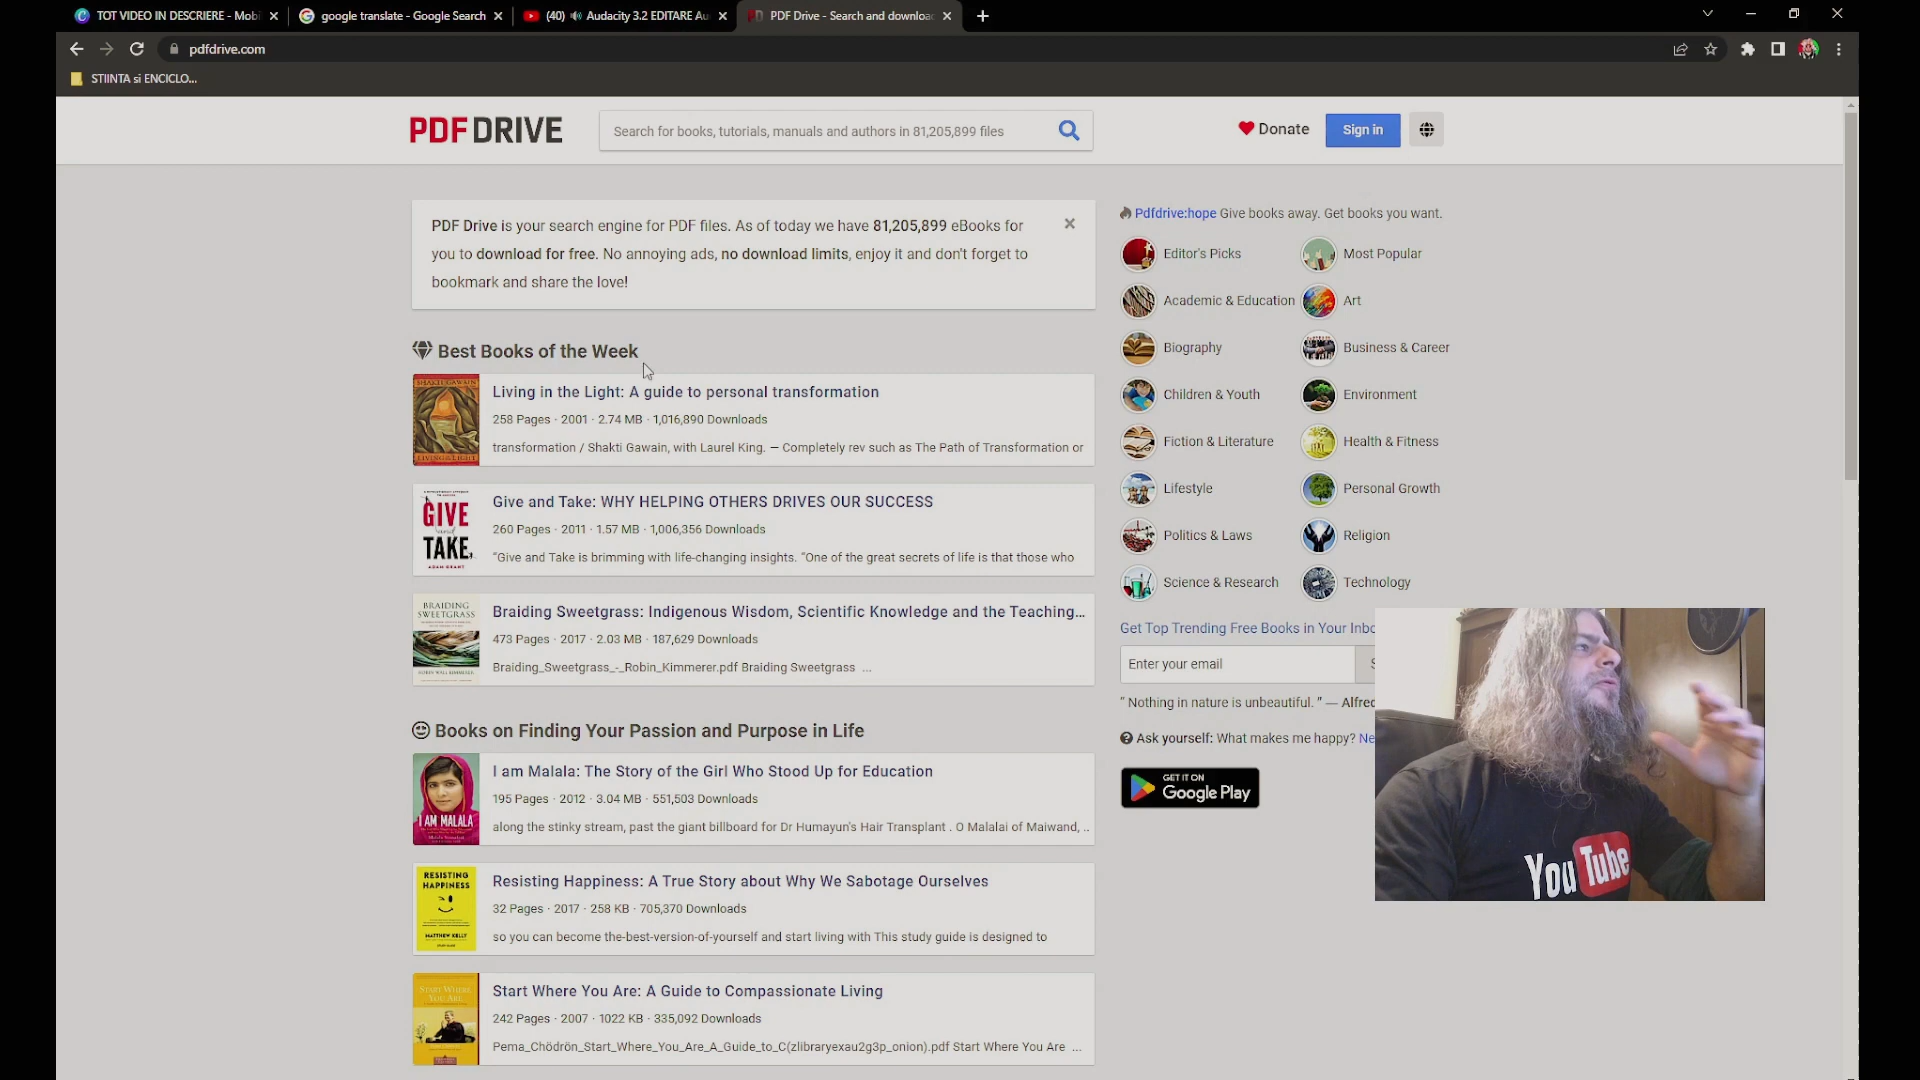 TOT VIDEO IN DESCRIERE - Mobi
google translate - Google Search
(40) Audacity 3.2 EDITARE Au
PDF Drive - Search and downloa
pdfdrive.com
STIINTA si ENCICLO...
PDF DRIVE
Search for books, tutorials, manuals and authors in 81,205,899 files
Donate
Sign in
PDF Drive is your search engine for PDF files. As of today we have 81,205,899 eBooks for
you to download for free. No annoying ads, no download limits, enjoy it and don't forget to
bookmark and share the love!
Best Books of the Week
SHAKTI GAWAIN
LIVING IN THE LIGHT
Living in the Light: A guide to personal transformation
258 Pages · 2001 · 2.74 MB · 1,016,890 Downloads
transformation / Shakti Gawain, with Laurel King. — Completely rev such as The Path of Transformation or
GIVE
and
TAKE
ADAM GRANT
Give and Take: WHY HELPING OTHERS DRIVES OUR SUCCESS
260 Pages · 2011 · 1.57 MB · 1,006,356 Downloads
“Give and Take is brimming with life-changing insights. “One of the great secrets of life is that those who
BRAIDING
SWEETGRASS
Braiding Sweetgrass: Indigenous Wisdom, Scientific Knowledge and the Teaching...
473 Pages · 2017 · 2.03 MB · 187,629 Downloads
Braiding_Sweetgrass_-_Robin_Kimmerer.pdf Braiding Sweetgrass ...
Books on Finding Your Passion and Purpose in Life
I AM MALALA
I am Malala: The Story of the Girl Who Stood Up for Education
195 Pages · 2012 · 3.04 MB · 551,503 Downloads
along the stinky stream, past the giant billboard for Dr Humayun's Hair Transplant . O Malalai of Maiwand, ..
RESISTING
HAPPINESS
MATTHEW KELLY
Resisting Happiness: A True Story about Why We Sabotage Ourselves
32 Pages · 2017 · 258 KB · 705,370 Downloads
so you can become the-best-version-of-yourself and start living with This study guide is designed to
START WHERE
YOU ARE
Start Where You Are: A Guide to Compassionate Living
242 Pages · 2007 · 1022 KB · 335,092 Downloads
Pema_Chödrön_Start_Where_You_Are_A_Guide_to_C(zlibraryexau2g3p_onion).pdf Start Where You Are ...
Pdfdrive:hope Give books away. Get books you want.
Editor's Picks
Most Popular
Academic & Education
Art
Biography
Business & Career
Children & Youth
Environment
Fiction & Literature
Health & Fitness
Lifestyle
Personal Growth
Politics & Laws
Religion
Science & Research
Technology
Get Top Trending Free Books in Your Inbo
Enter your email
“ Nothing in nature is unbeautiful. ” — Alfred
Ask yourself: What makes me happy? Ne
GET IT ON
Google Play
YouTube